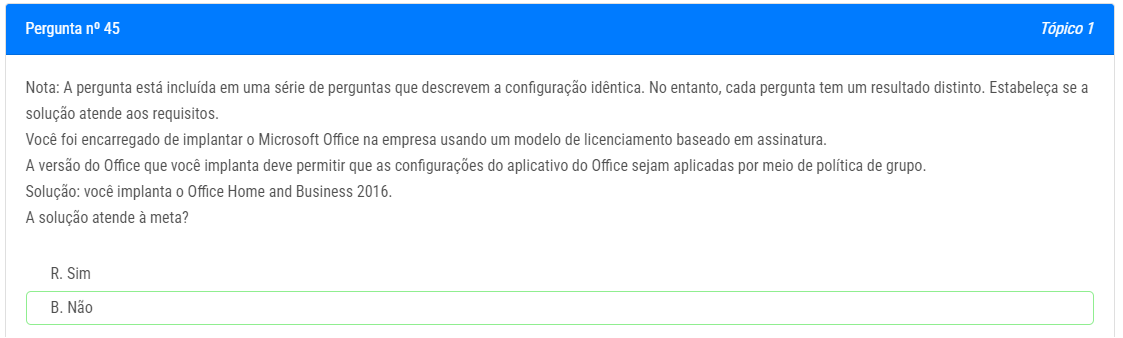 Pergunta nº 45
Tópico 1
Nota: A pergunta está incluída em uma série de perguntas que descrevem a configuração idêntica. No entanto, cada pergunta tem um resultado distinto. Estabeleça se a
solução atende aos requisitos.
Você foi encarregado de implantar o Microsoft Office na empresa usando um modelo de licenciamento baseado em assinatura.
A versão do Office que você implanta deve permitir que as configurações do aplicativo do Office sejam aplicadas por meio de política de grupo.
Solução: você implanta o Office Home and Business 2016.
A solução atende à meta?
R. Sim
B. Não